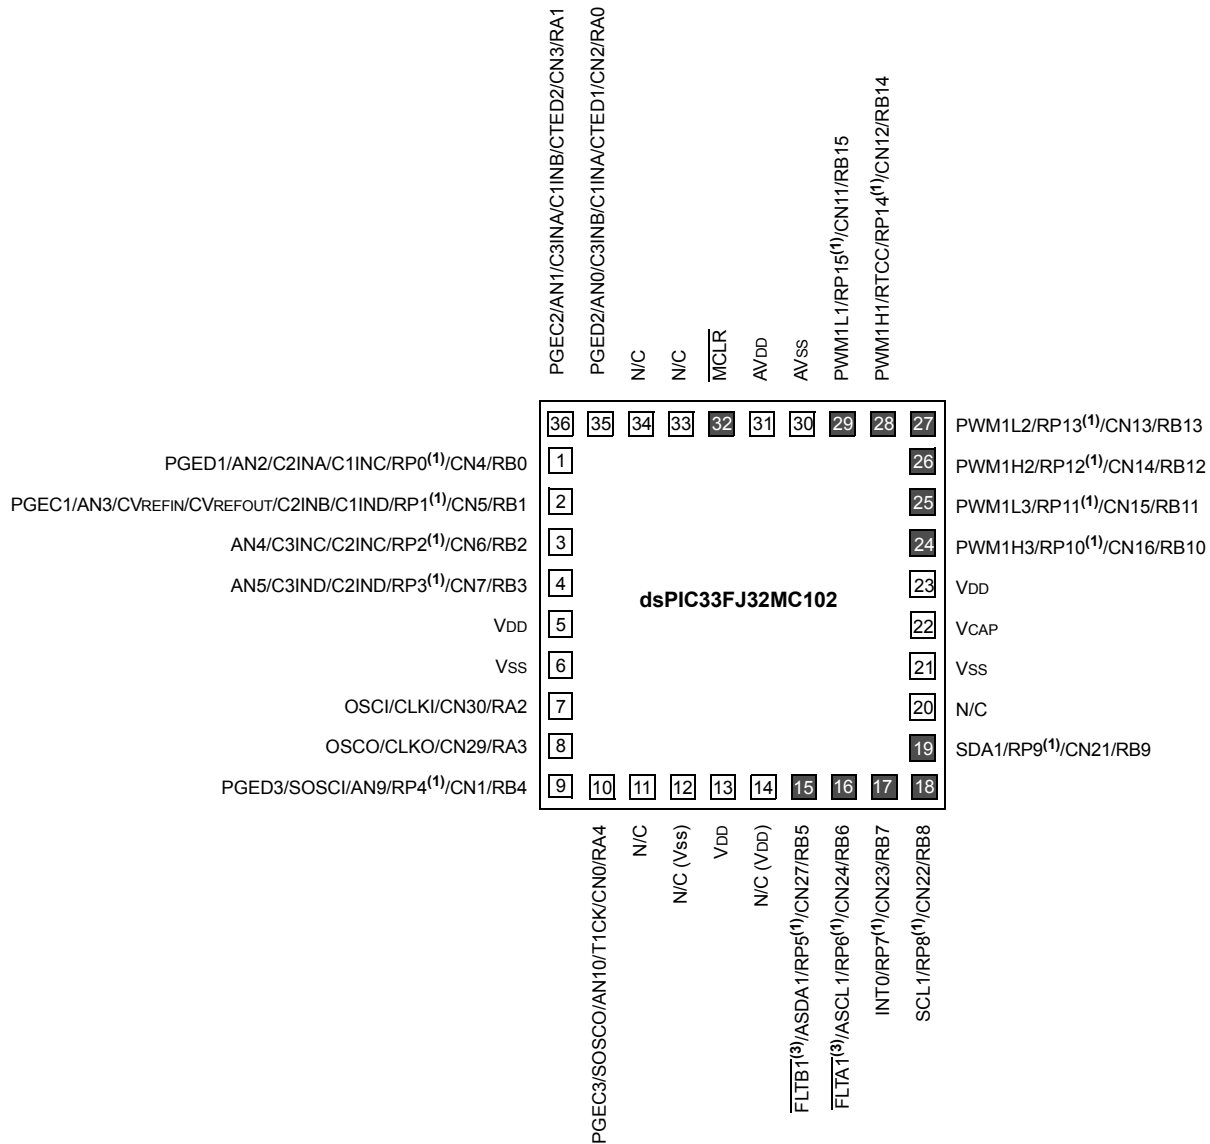 PGEC2/AN1/C3INA/C1INB/CTED2/CN3/RA1
PGED2/AN0/C3INB/C1INA/CTED1/CN2/RA0
N/C
N/C
MCLR
AVDD
AVSS
PWM1L1/RP15(1)/CN11/RB15
PWM1H1/RTCC/RP14(1)/CN12/RB14
36 35 34 33 32 31 30 29 28 27 PWM1L2/RP13(1)/CN13/RB13
PGED1/AN2/C2INA/C1INC/RP0(1)/CN4/RB0 1
26 PWM1H2/RP12(1)/CN14/RB12
PGEC1/AN3/CVREFIN/CVREFOUT/C2INB/C1IND/RP1(1)/CN5/RB1 2
25 PWM1L3/RP11(1)/CN15/RB11
AN4/C3INC/C2INC/RP2(1)/CN6/RB2 3
24 PWM1H3/RP10(1)/CN16/RB10
AN5/C3IND/C2IND/RP3(1)/CN7/RB3 4
dsPIC33FJ32MC102
23 VDD
VDD 5
22 VCAP
VSS 6
21 VSS
OSCI/CLKI/CN30/RA2 7
20 N/C
OSCO/CLKO/CN29/RA3 8
19 SDA1/RP9(1)/CN21/RB9
PGED3/SOSCI/AN9/RP4(1)/CN1/RB4 9 10 11 12 13 14 15 16 17 18
PGEC3/SOSCO/AN10/T1CK/CN0/RA4
N/C
N/C (Vss)
VDD
N/C (VDD)
FLTB1(3)/ASDA1/RP5(1)/CN27/RB5
FLTA1(3)/ASCL1/RP6(1)/CN24/RB6
INT0/RP7(1)/CN23/RB7
SCL1/RP8(1)/CN22/RB8